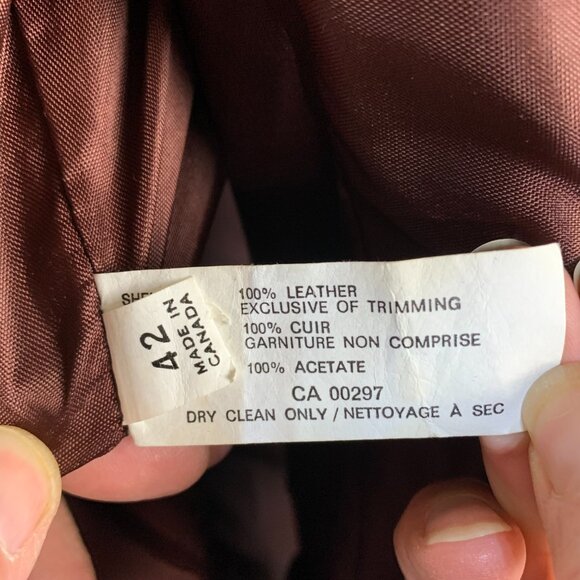 100% LEATHER
EXCLUSIVE OF TRIMMING
100% CUIR
GARNITURE NON COMPRISE
100% ACETATE
CA 00297
DRY CLEAN ONLY / NETTOYAGE À SEC
42
MADE IN
CANADA